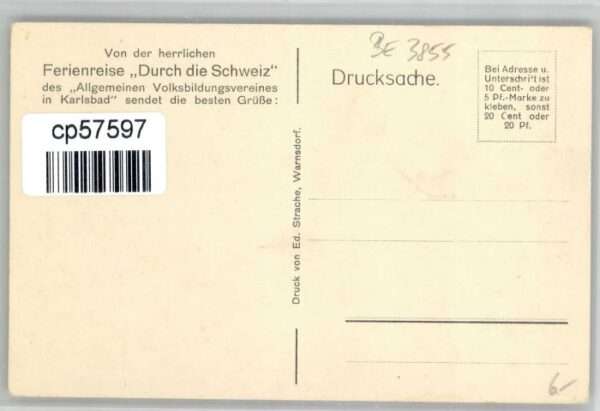 Von der herrlichen
Ferienreise „Durch die Schweiz"
des „Allgemeinen Volksbildungsvereines
in Karlsbad" sendet die besten Grüße:
cp57597
Druck von Ed. Strache, Warnsdorf.
BE 3855
Drucksache.
Bei Adresse u.
Unterschrift ist
10 Cent- oder
5 Pf.-Marke zu
kleben, sonst
20 Cent oder
20 Pf.
6.-